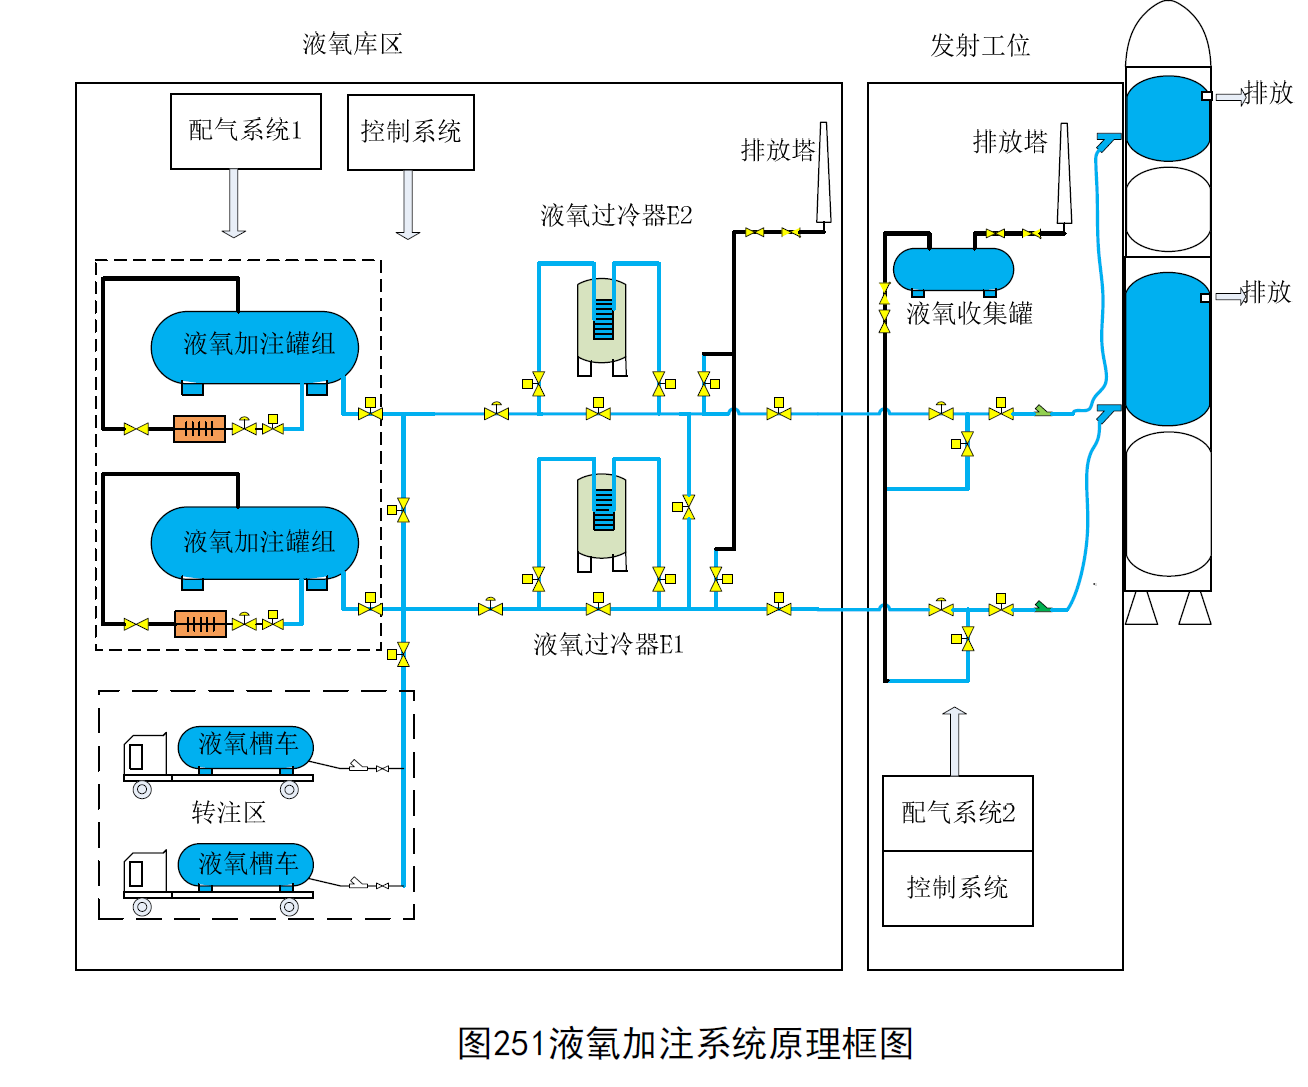 液氧库区
发射工位
配气系统1
控制系统
排放塔
排放塔
排放
液氧过冷器E2
排放
液氧收集罐
液氧加注罐组
液氧加注罐组
液氧过冷器E1
液氧槽车
转注区
液氧槽车
配气系统2
控制系统
图251液氧加注系统原理框图